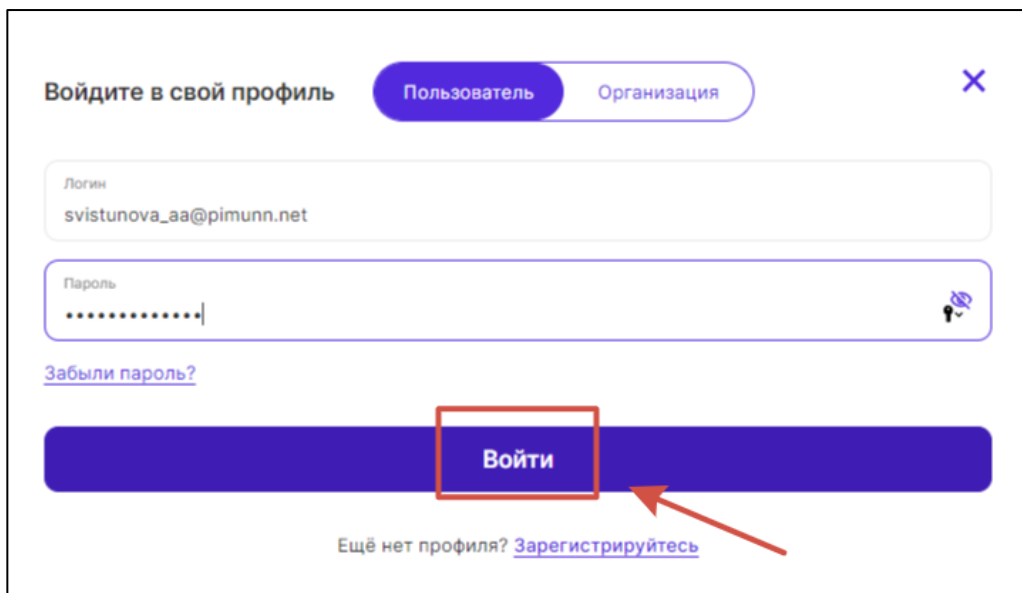 Войдите в свой профиль
Пользователь
Организация
Логин
svistunova_aa@pimunn.net
Пароль
•••••••••••••
Забыли пароль?
Войти
Ещё нет профиля? Зарегистрируйтесь